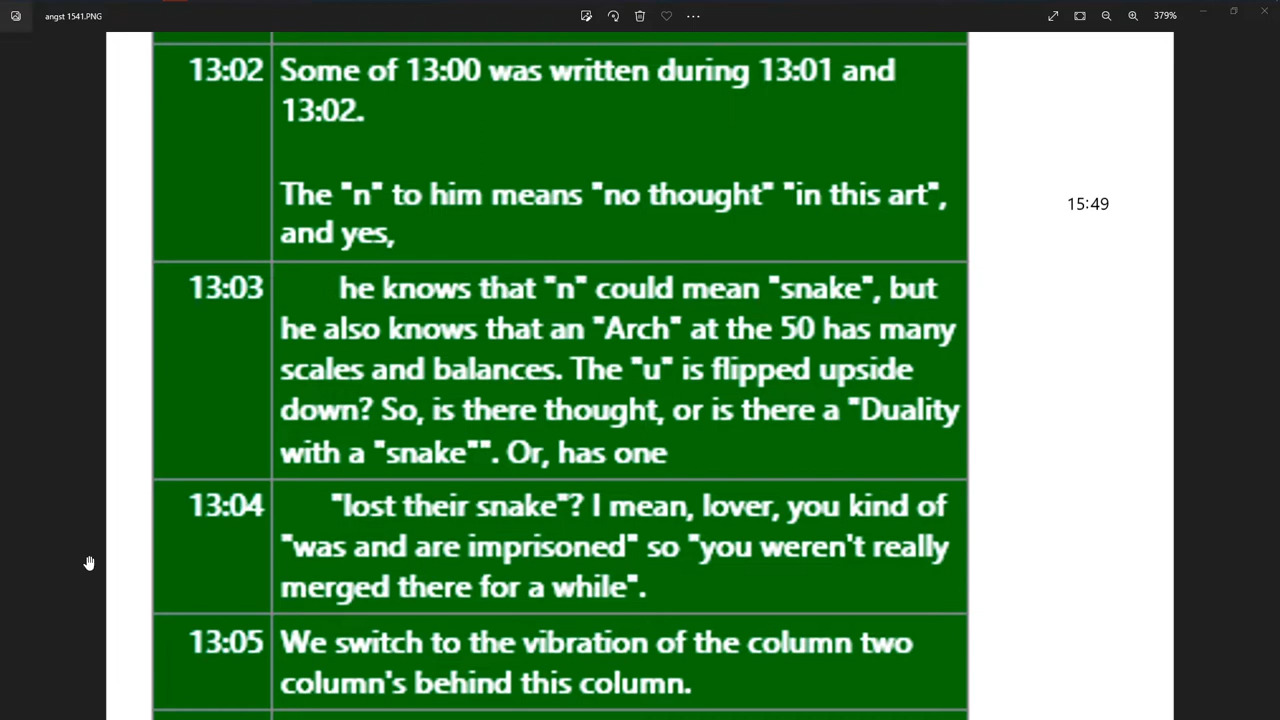 angst 1541.PNG
379%
13:02 Some of 13:00 was written during 13:01 and
13:02.
The "n" to him means "no thought" "in this art",
and yes,
15:49
13:03 he knows that "n" could mean "snake", but
he also knows that an "Arch" at the 50 has many
scales and balances. The "u" is flipped upside
down? So, is there thought, or is there a "Duality
with a "snake"". Or, has one
13:04 "lost their snake"? I mean, lover, you kind of
"was and are imprisoned" so "you weren't really
merged there for a while".
13:05 We switch to the vibration of the column two
column's behind this column.